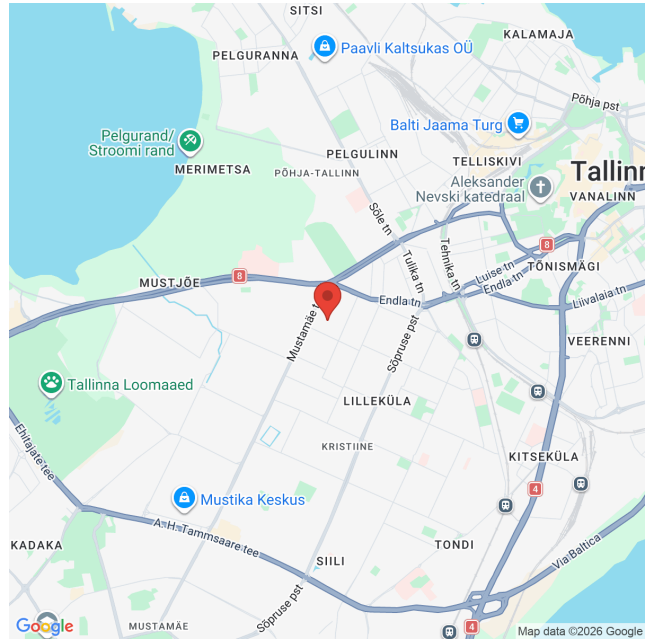 SITSI
KALAMAJA
Paavli Kaltsukas OÜ
PELGURANNA
Põhja pst
Balti Jaama Turg
Pelgurand/
Stroomi rand
PELGULINN
TELLISKIVI
MERIMETSA
PÕHJA-TALLINN
Tallinn
Aleksander
Nevski katedraal
VANALINN
Sõle tn
Tulika tn
Tehnika tn
8
TÕNISMÄGI
Luise tn
Endla tn
8
MUSTJÕE
Endla tn
Liivalaia tn
Mustamäe t
Sõpruse pst
VEERENNI
Tallinna Loomaaed
LILLEKÜLA
Ehitajate tee
KRISTIINE
KITSEKÜLA
4
Mustika Keskus
A. H. Tammsaare tee
KADAKA
TONDI
SIILI
Via Baltica
Sõpruse pst
MUSTAMÄE
4
Google
Map data ©2026 Google